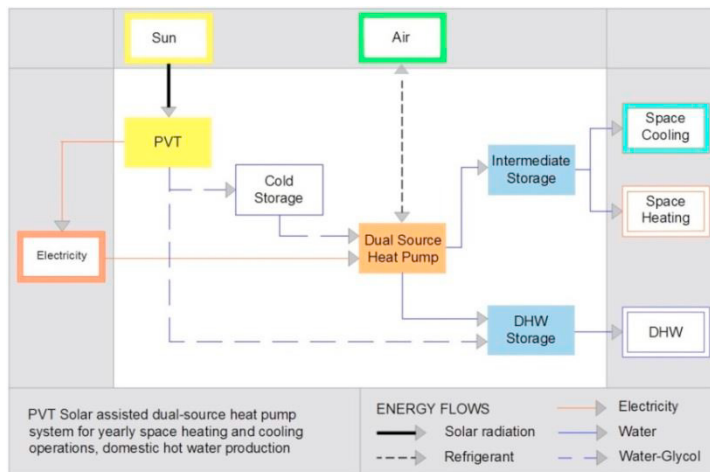 Sun
Air
PVT
Cold
Storage
Intermediate
Storage
Space
Cooling
Space
Heating
Electricity
Dual Source
Heat Pump
DHW
Storage
DHW
PVT Solar assisted dual-source heat pump
system for yearly space heating and cooling
operations, domestic hot water production
ENERGY FLOWS
Solar radiation
Refrigerant
Electricity
Water
Water-Glycol